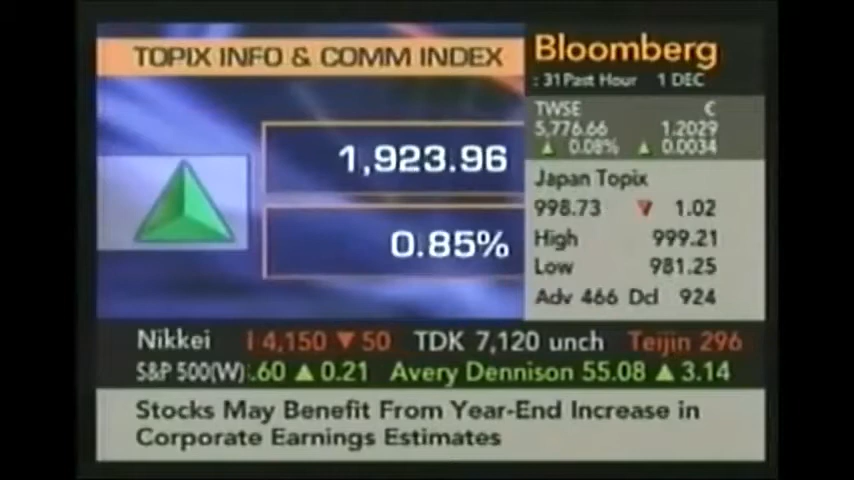 TOPIX INFO & COMM INDEX
1,923.96
0.85%
Bloomberg
: 31 Past Hour 1 DEC
TWSE €
5,776.66 1.2029
▲ 0.08% ▲ 0.0034
Japan Topix
998.73 ▼ 1.02
High 999.21
Low 981.25
Adv 466 Dcl 924
Nikkei 4,150 ▼ 50 TDK 7,120 unch Teijin 296
S&P 500(W) .60 ▲ 0.21 Avery Dennison 55.08 ▲ 3.14
Stocks May Benefit From Year-End Increase in
Corporate Earnings Estimates